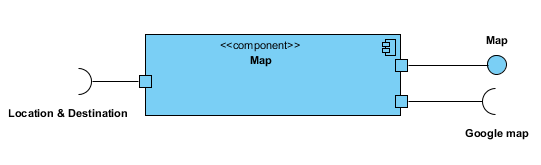 <<component>>
Map
Map
Location & Destination
Google map